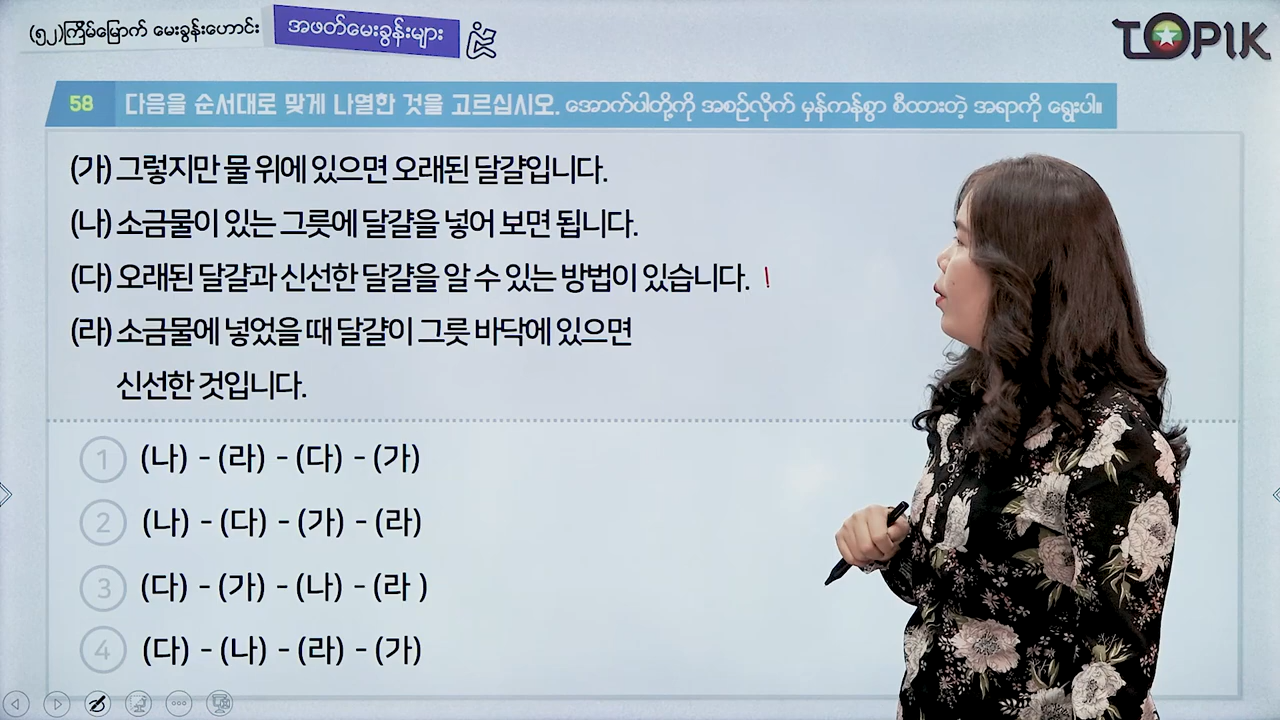 (၅၂)ကြိမ်မြောက် မေးခွန်းဟောင်း
အဖတ်မေးခွန်းများ
TOPIK
58 다음을 순서대로 맞게 나열한 것을 고르십시오. အောက်ပါတို့ကို အစဉ်လိုက် မှန်ကန်စွာ စီထားတဲ့ အရာကို ရွေးပါ။
(가) 그렇지만 물 위에 있으면 오래된 달걀입니다.
(나) 소금물이 있는 그릇에 달걀을 넣어 보면 됩니다.
(다) 오래된 달걀과 신선한 달걀을 알 수 있는 방법이 있습니다.
(라) 소금물에 넣었을 때 달걀이 그릇 바닥에 있으면
신선한 것입니다.
1 (나) - (라) - (다) - (가)
2 (나) - (다) - (가) - (라)
3 (다) - (가) - (나) - (라 )
4 (다) - (나) - (라) - (가)